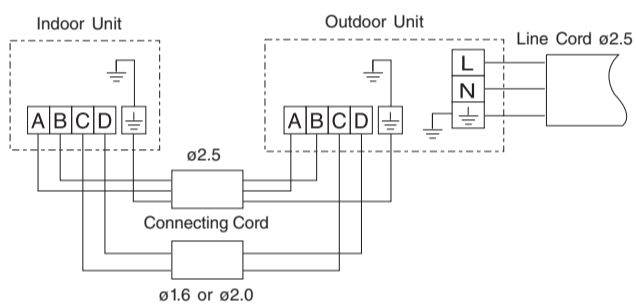 Indoor Unit
Outdoor Unit
Line Cord ø2.5
L
N
A B C D
A B C D
ø2.5
Connecting Cord
ø1.6 or ø2.0